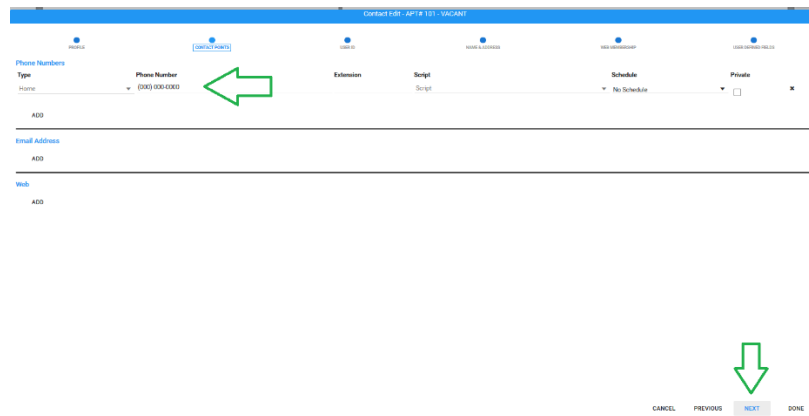 Contact Edit - APT# 101 - VACANT
PROFILE CONTACT POINTS USER ID NAME & ADDRESS WEB MEMBERSHIP USER DEFINED FIELDS
Phone Numbers
Type Phone Number Extension Script Schedule Private
Home (000) 000-0000 Script No Schedule x
ADD
Email Address
ADD
Web
ADD
CANCEL PREVIOUS NEXT DONE